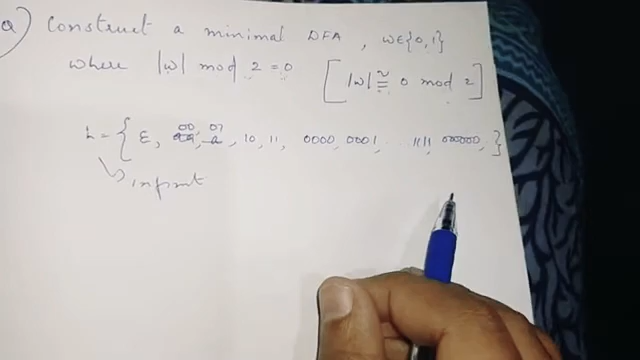 Q) Construct a minimal DFA , w∈{0,1}
where |w| mod 2 = 0 [ |w| ≅ 0 mod 2 ]
L = { ε, 00, 01, 10, 11, 0000, 0001, ... 1111, 000000, }
infinit